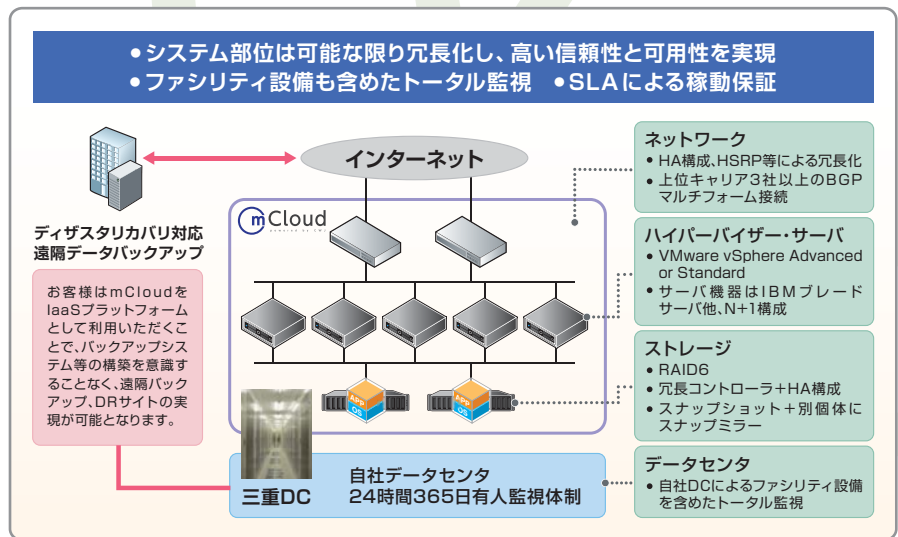 •システム部位は可能な限り冗長化し、高い信頼性と可用性を実現
•ファシリティ設備も含めたトータル監視 •SLAによる稼動保証
インターネット
ディザスタリカバリ対応
遠隔データバックアップ
お客様はmCloudを
IaaSプラットフォーム
として利用いただくこ
とで、バックアップシス
テム等の構築を意識す
ることなく、遠隔バック
アップ、DRサイトの実
現が可能となります。
mCloud
APP
OS
APP
OS
三重DC
自社データセンタ
24時間365日有人監視体制
ネットワーク
• HA構成、HSRP等による冗長化
• 上位キャリア3社以上のBGP
マルチフォーム接続
ハイパーバイザー・サーバ
• VMware vSphere Advanced
or Standard
• サーバ機器はIBMブレード
サーバ他、N+1構成
ストレージ
• RAID6
• 冗長コントローラ+HA構成
• スナップショット+別個体に
スナップミラー
データセンタ
• 自社DCによるファシリティ設備
を含めたトータル監視